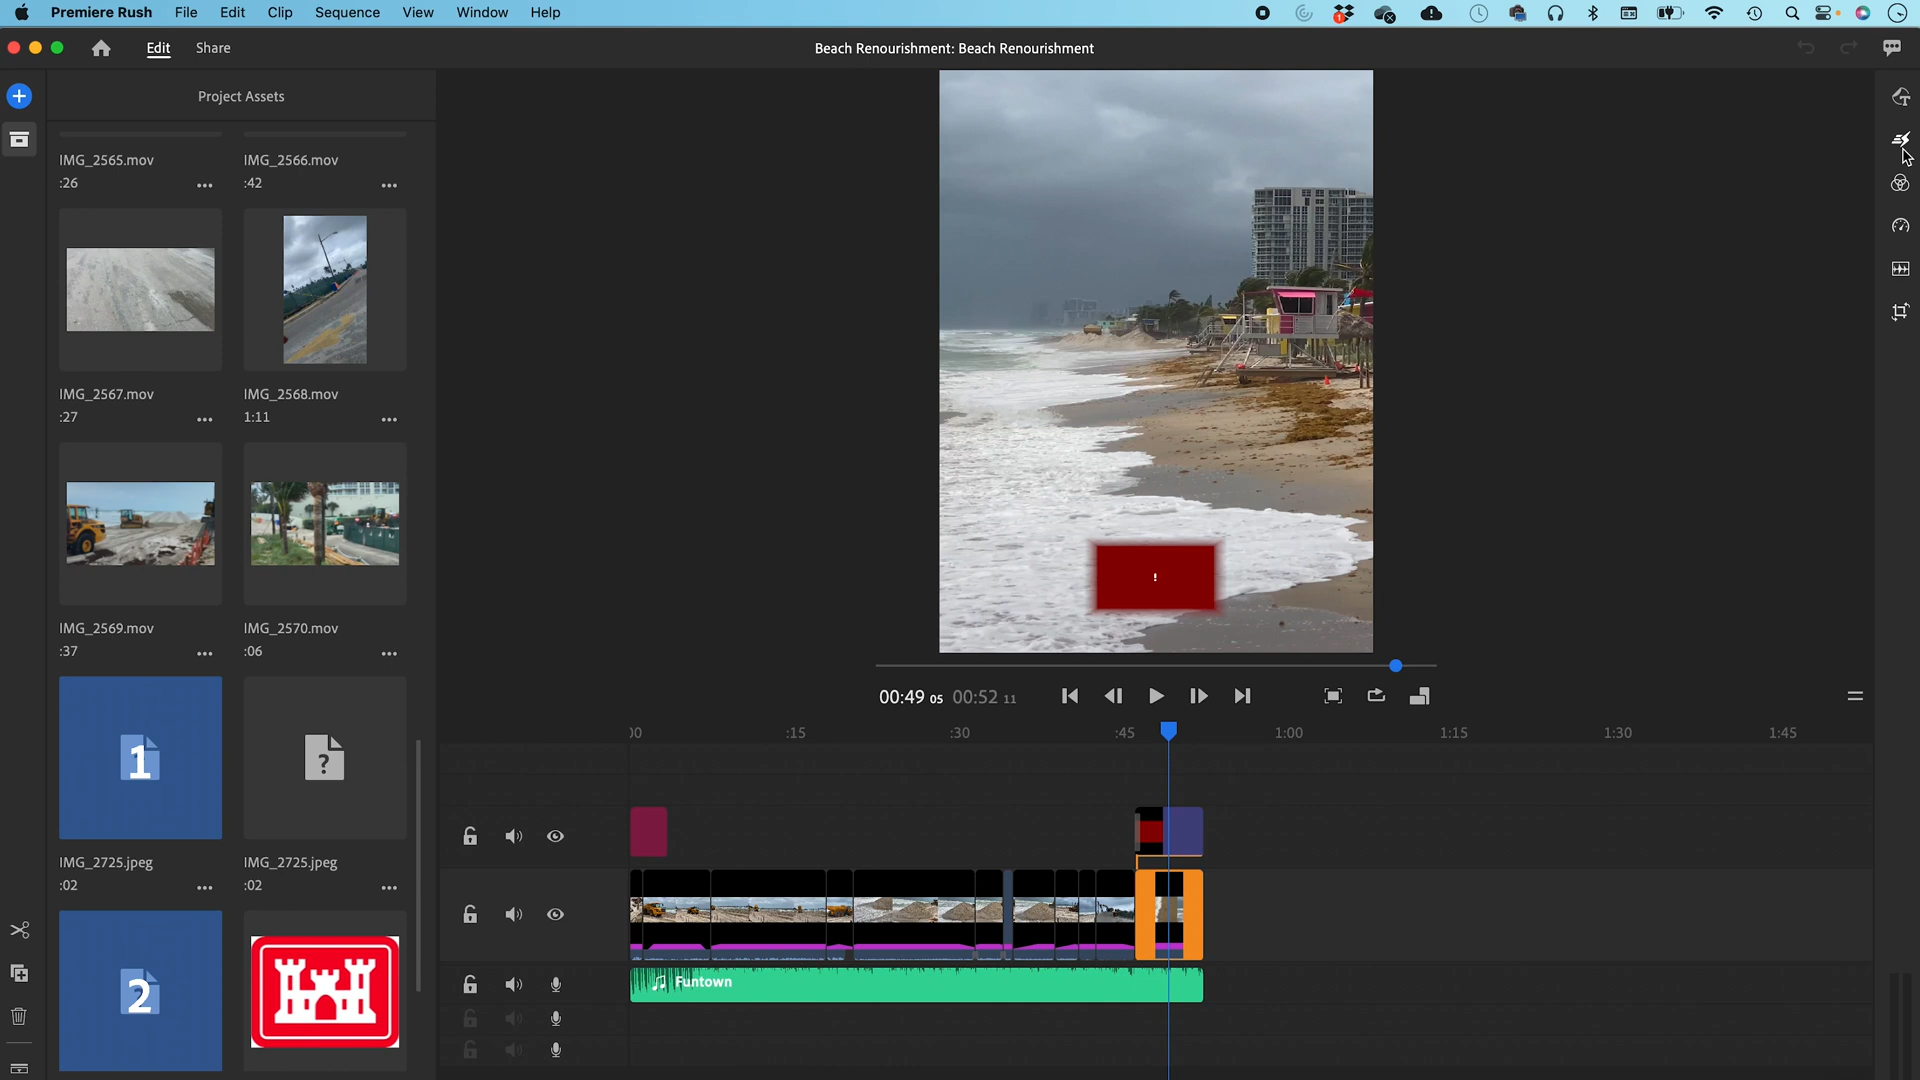 Premiere Rush File Edit Clip Sequence View Window Help
1
Edit Share Beach Renourishment: Beach Renourishment
Project Assets
IMG_2565.mov IMG_2566.mov
:26 ... :42 ...
IMG_2567.mov IMG_2568.mov
:27 ... 1:11 ...
IMG_2569.mov IMG_2570.mov
:37 ... :06 ...
1 ?
IMG_2725.jpeg IMG_2725.jpeg
:02 ... :02 ...
2
!
00:49 05 00:52 11
:00 :15 :30 :45 1:00 1:15 1:30 1:45
Funtown